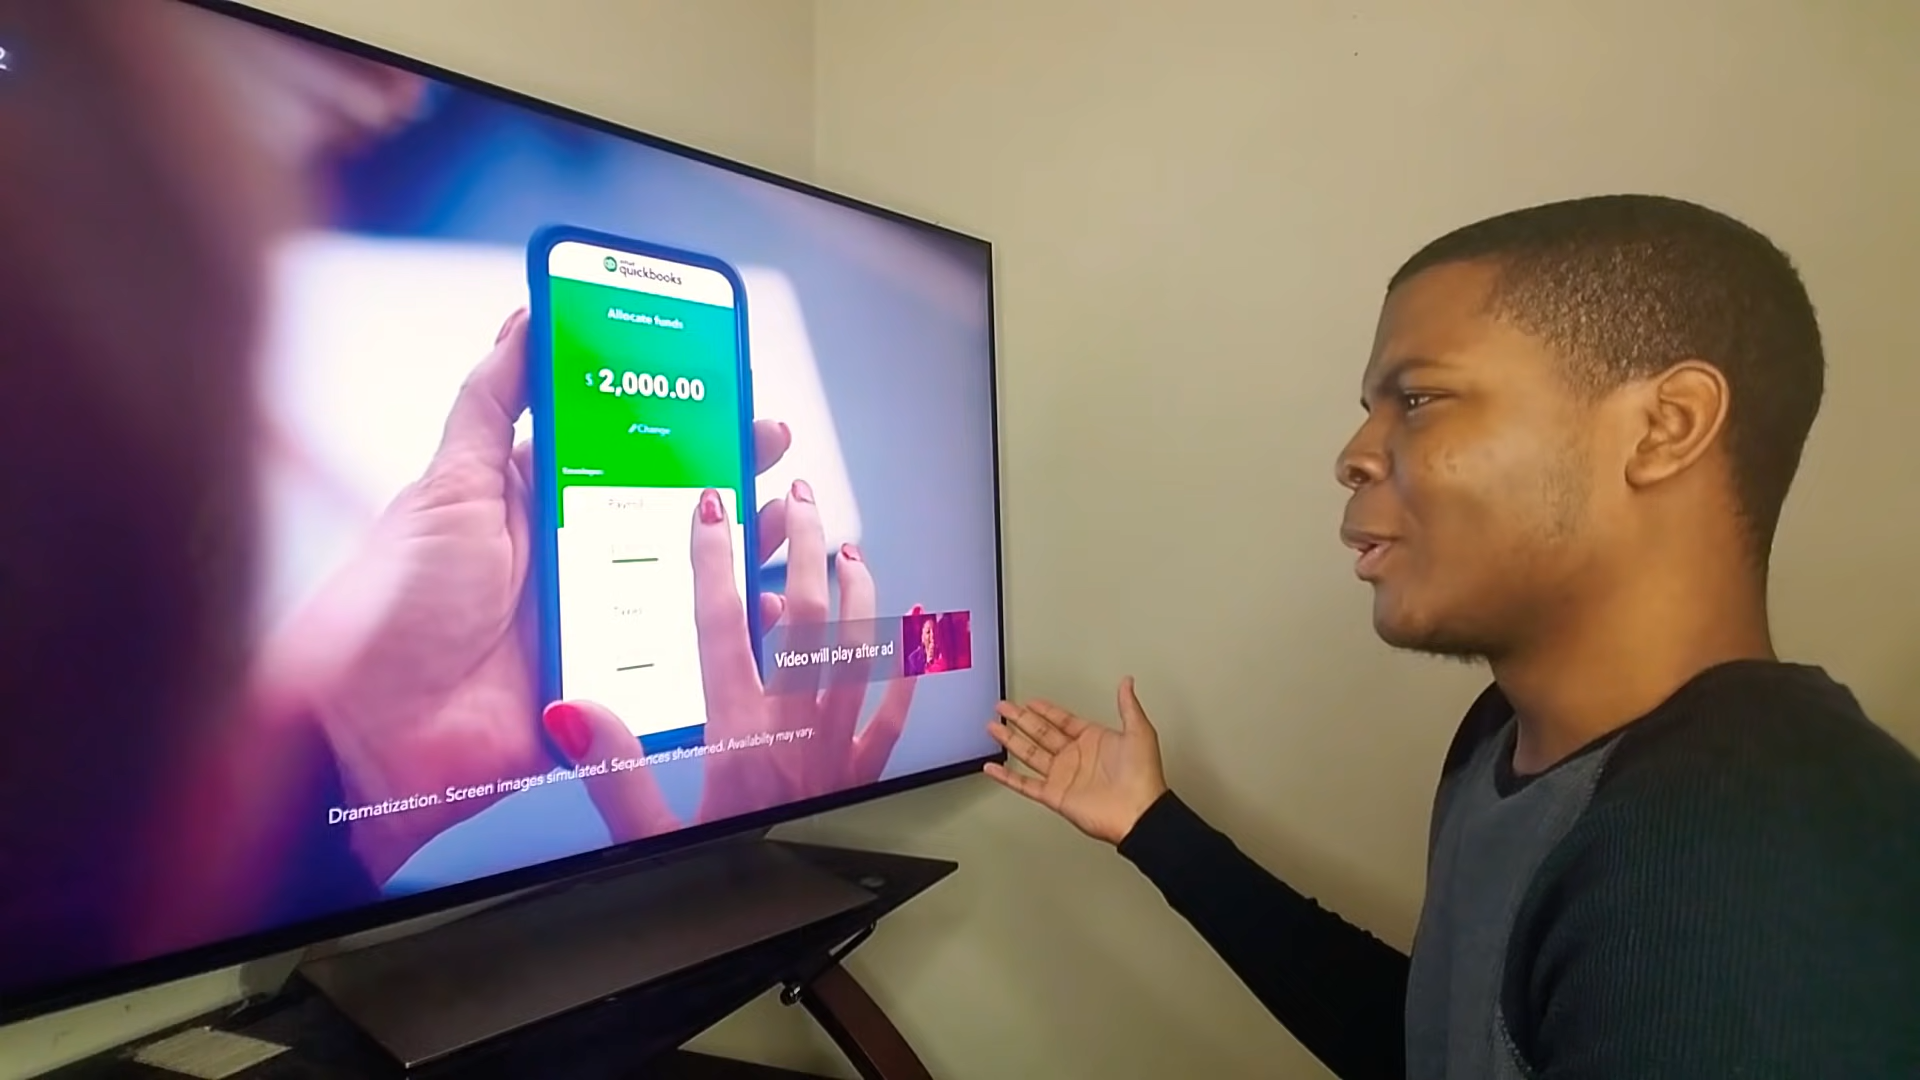 2
intuit
quickbooks
Allocate funds
$ 2,000.00
Change
Payroll
Taxes
Video will play after ad
Dramatization. Screen images simulated. Sequences shortened. Availability may vary.